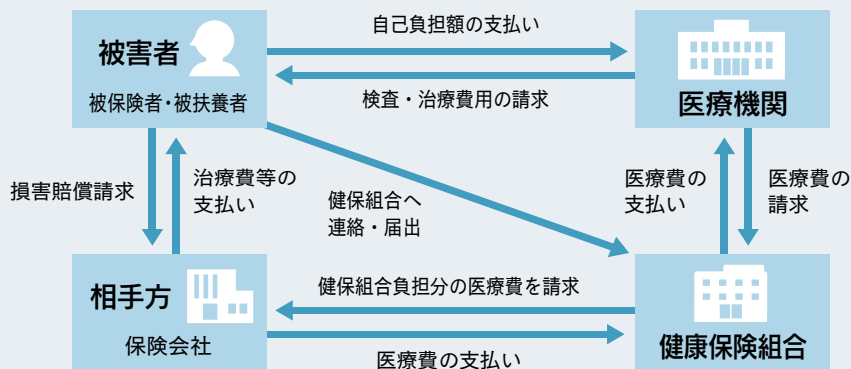 被害者
被保険者・被扶養者
自己負担額の支払い
検査・治療費用の請求
医療機関
損害賠償請求
治療費等の
支払い
健保組合へ
連絡・届出
医療費の
支払い
医療費の
請求
相手方
保険会社
健保組合負担分の医療費を請求
医療費の支払い
健康保険組合